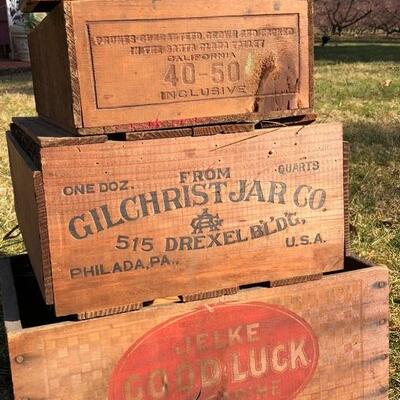 PRUNES GUARANTEED GROWN AND PACKED
IN THE SANTA CLARA VALLEY
CALIFORNIA
40-50
INCLUSIVE
FROM
ONE DOZ. QUARTS
GILCHRIST JAR CO.
515 DREXEL BL'D'G,
PHILADA, PA., U.S.A.
JELKE
GOOD LUCK